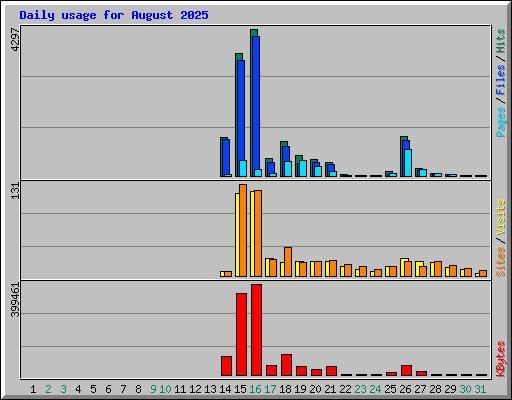 Daily usage for August 2025
4297
Pages / Files / Hits
131
Sites / Visits
399461
KBytes
1 2 3 4 5 6 7 8 9 10 11 12 13 14 15 16 17 18 19 20 21 22 23 24 25 26 27 28 29 30 31